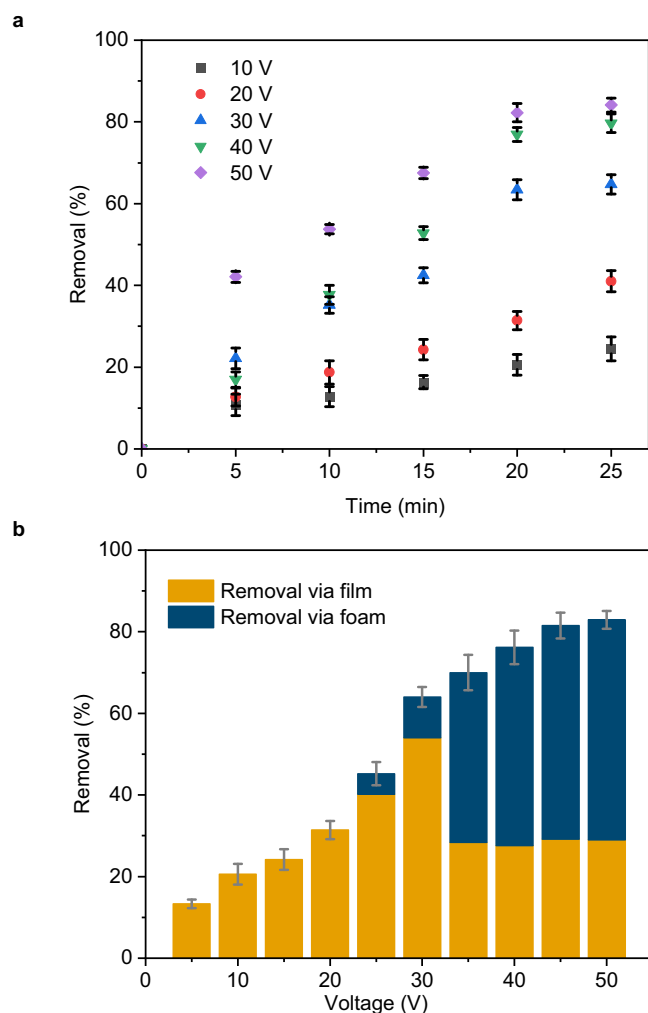 a
100
80
60
40
20
0
Removal (%)
10 V
20 V
30 V
40 V
50 V
0 5 10 15 20 25
Time (min)
b
100
80
60
40
20
0
Removal (%)
Removal via film
Removal via foam
0 10 20 30 40 50
Voltage (V)